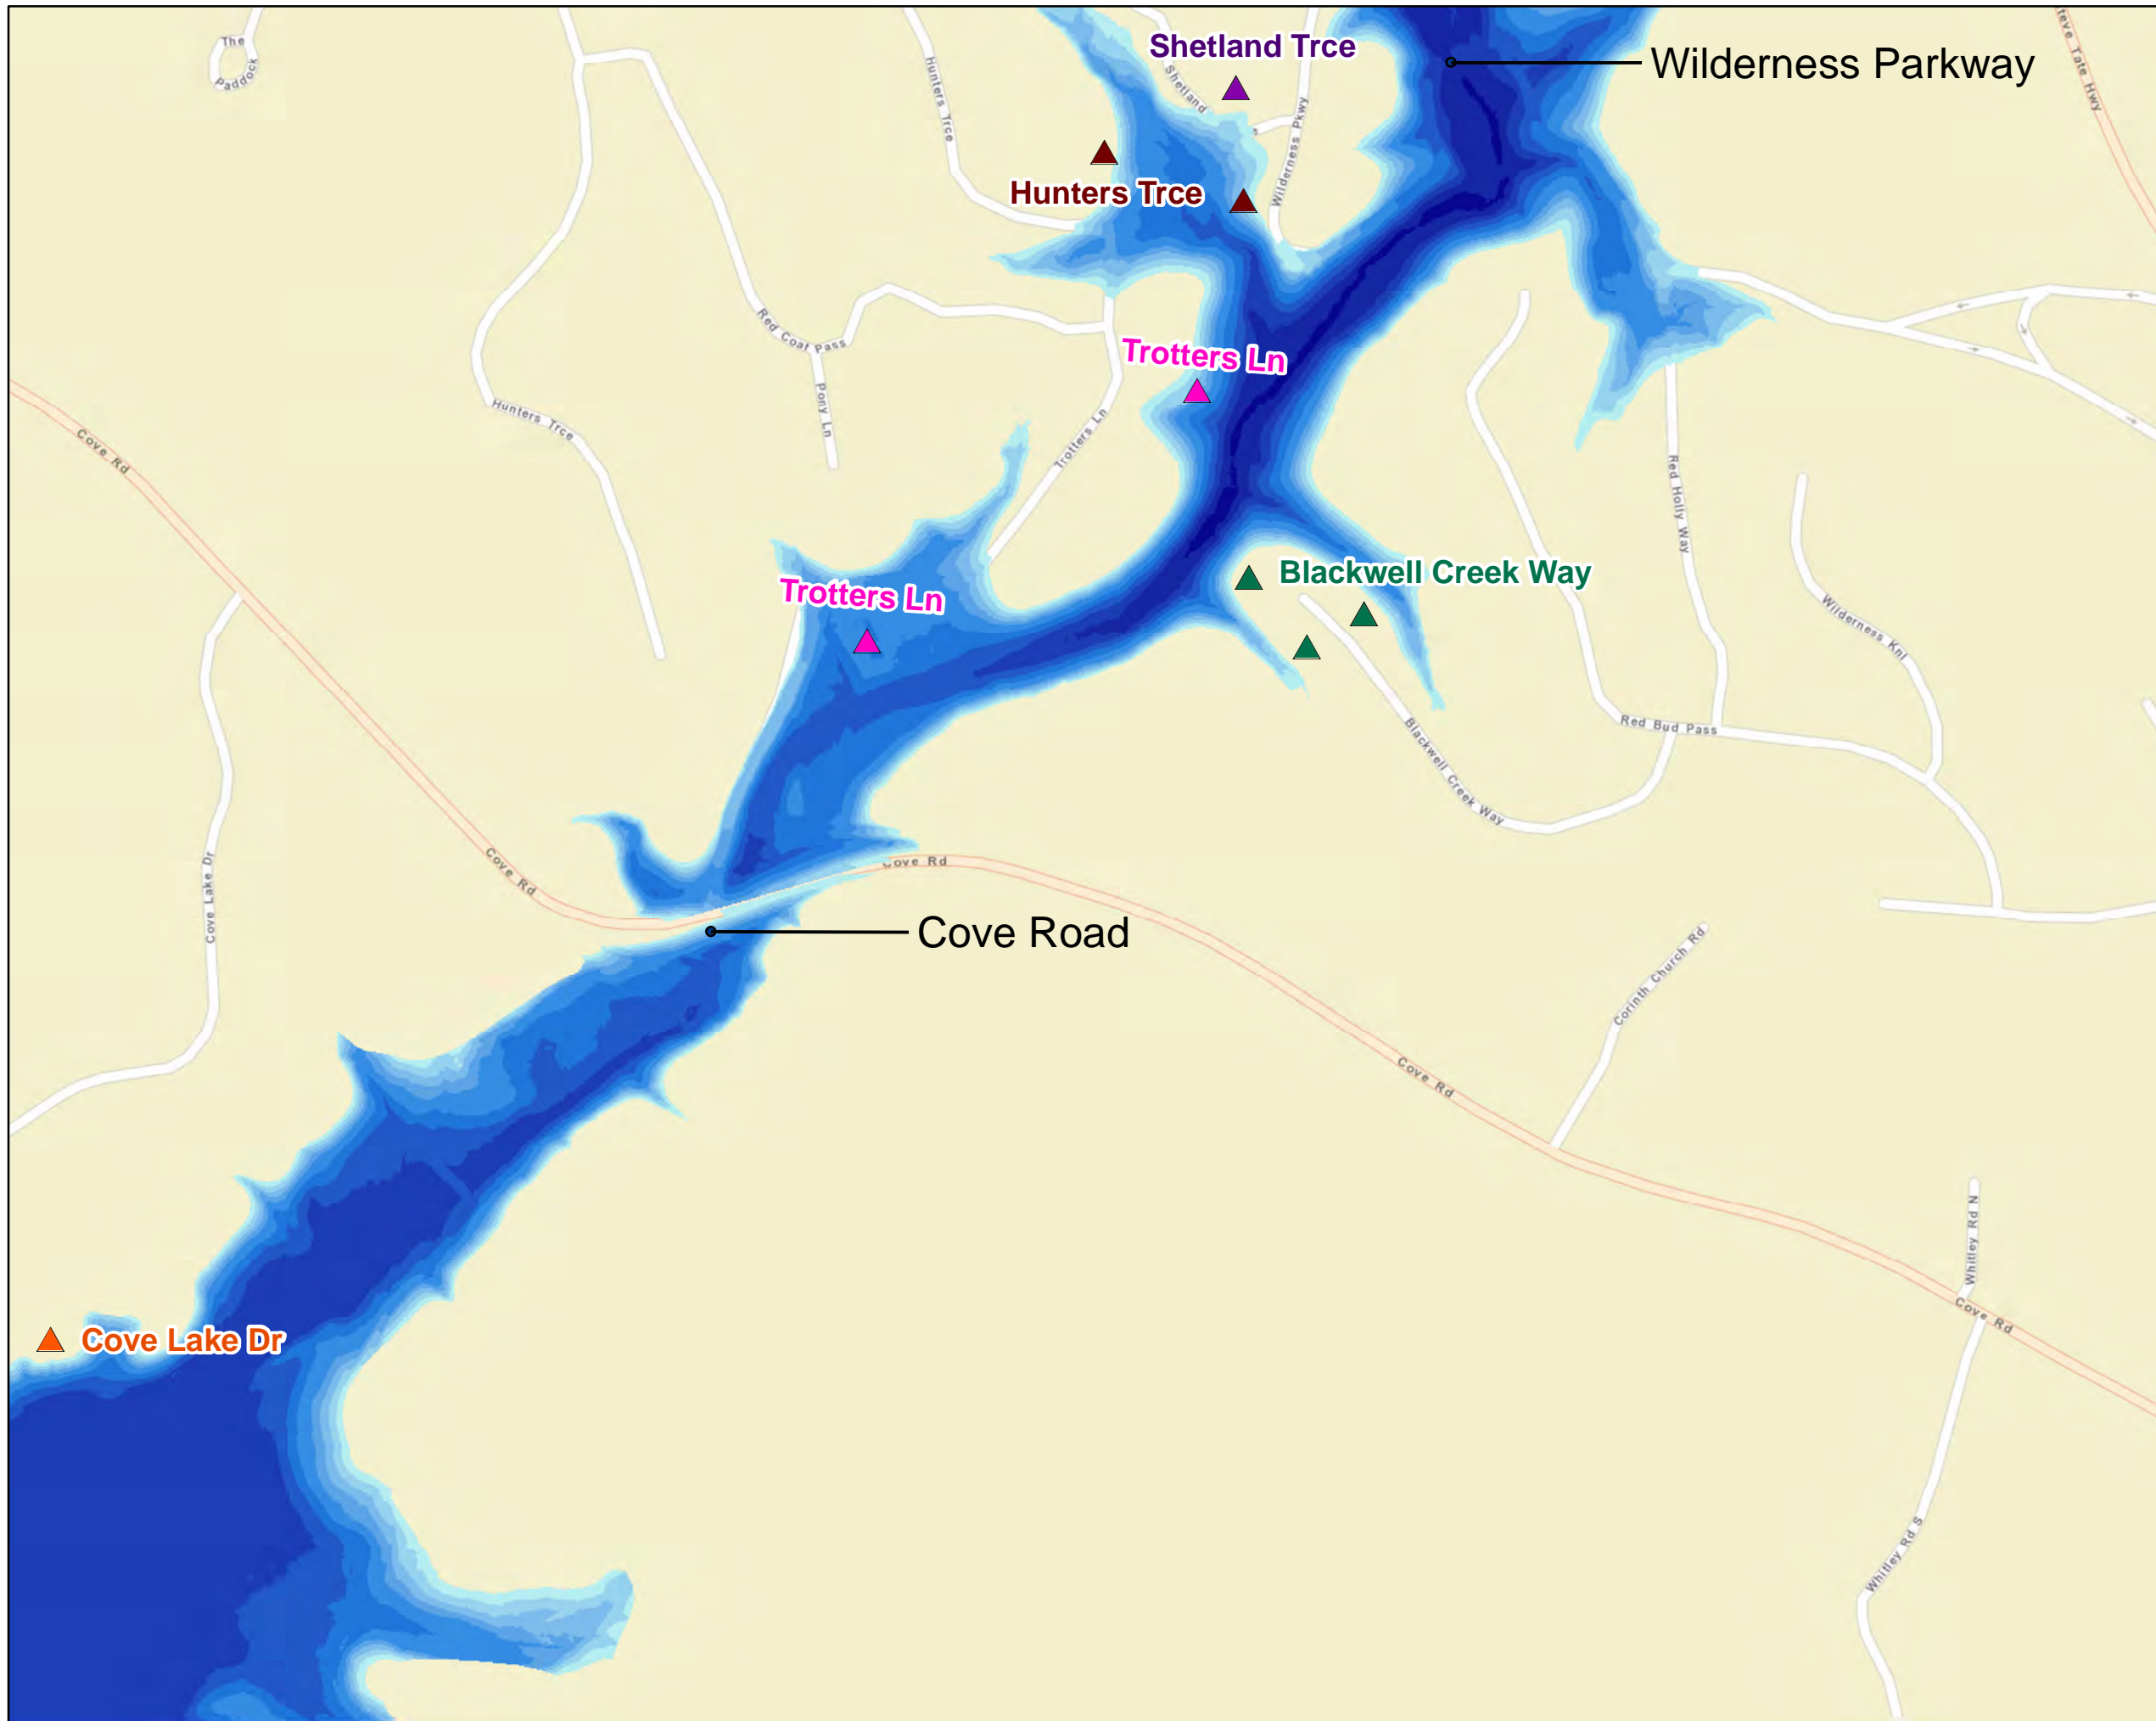 The
Paddock
Shetland Trce
Shetland
s
Wilderness Parkway
teve Tate Hwy
Hunters Trce
Wilderness Pkwy
Hunters Trce
Red Coat Pass
Trotters Ln
Pony Ln
Hunters Trce
Trotters Ln
Cove Rd
Red Holly Way
Trotters Ln
Blackwell Creek Way
Wilderness Knl
Red Bud Pass
Blackwell Creek Way
Cove Rd
Cove Rd
Cove Lake Dr
Cove Road
Corinth Church Rd
Cove Rd
Whitley Rd N
Cove Rd
Cove Lake Dr
Whitley Rd S